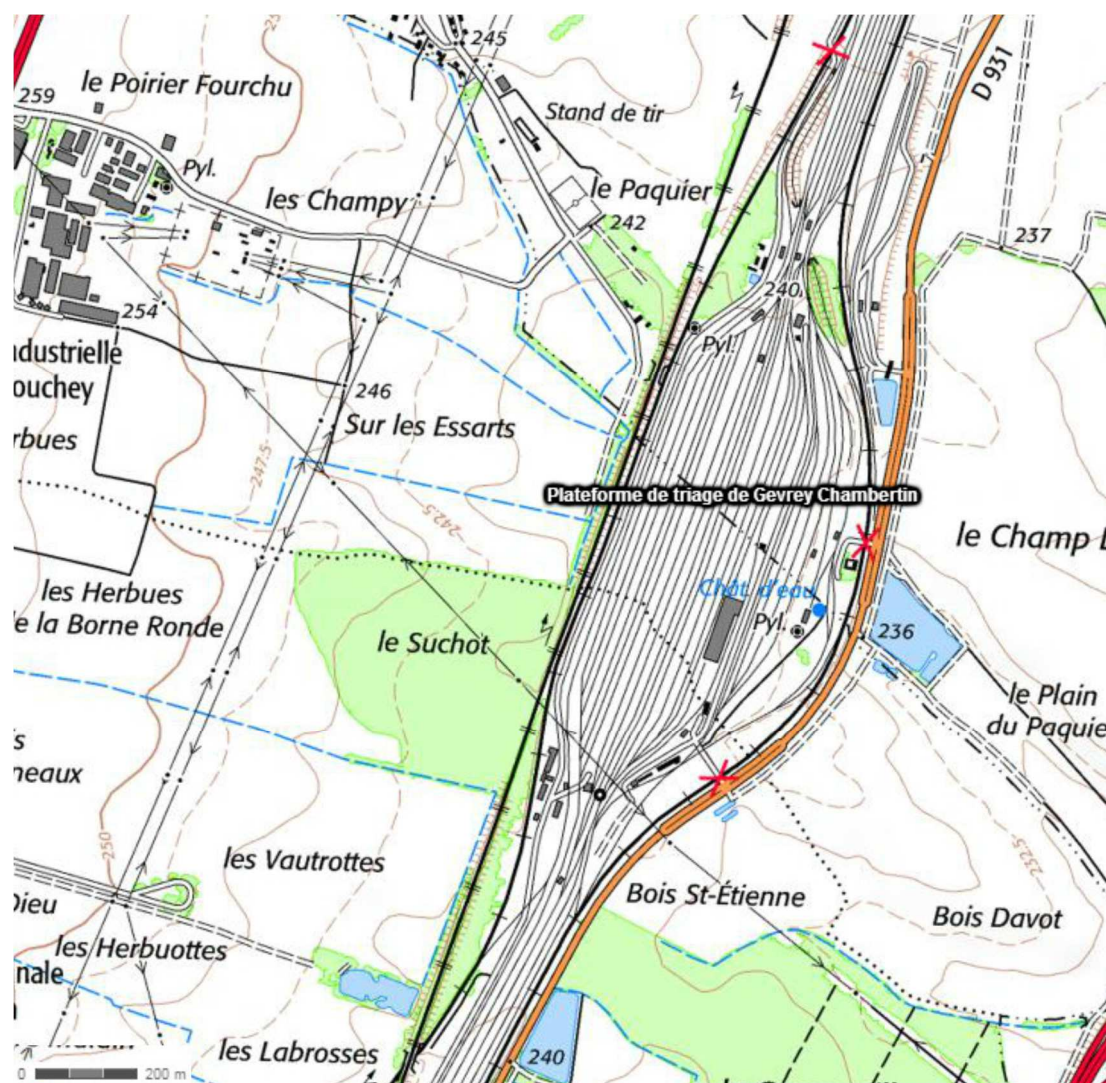 245
le Poirier Fourchu
259
Stand de tir
D 931
Pyl.
les Champy
le Paquier
242
237
240
254
Pyl.
ndustrielle
ouchey
246
Sur les Essarts
rbues
247.5
242.5
Plateforme de triage de Gevrey Chambertin
le Champ
les Herbues
e la Borne Ronde
Chât. d'eau
le Suchot
Pyl.
236
le Plain
du Paquie
is
neaux
250
les Vautrottes
232.5
Bois St-Étienne
Dieu
Bois Davot
les Herbuottes
nale
les Labrosses
240
0 200 m